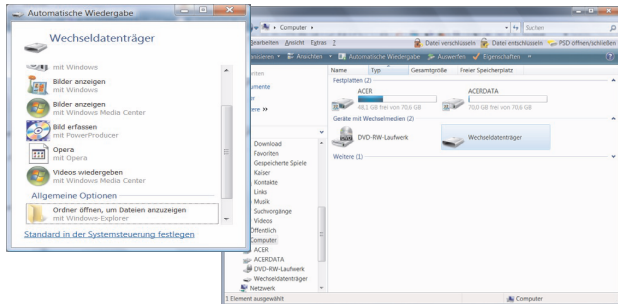 Automatische Wiedergabe
Wechseldatenträger
mit Windows
Bilder anzeigen
mit Windows
Bilder anzeigen
mit Windows Media Center
Bild erfassen
mit PowerProducer
Opera
mit Opera
Videos wiedergeben
mit Windows Media Center
Allgemeine Optionen
Ordner öffnen, um Dateien anzuzeigen
mit Windows-Explorer
Standard in der Systemsteuerung festlegen
Computer
Suchen
Bearbeiten Ansicht Extras ?
Datei verschlüsseln Datei entschlüsseln PSD öffnen/schließen
Ansichten Automatische Wiedergabe Auswerfen Eigenschaften
Name Typ Gesamtgröße Freier Speicherplatz
Festplatten (2)
ACER
48,1 GB frei von 70,6 GB
ACERDATA
70,0 GB frei von 70,6 GB
Geräte mit Wechselmedien (2)
DVD-RW-Laufwerk
Wechseldatenträger
Weitere (1)
Download
Favoriten
Gespeicherte Spiele
Kaiser
Kontakte
Links
Musik
Suchvorgänge
Videos
Öffentlich
Computer
ACER
ACERDATA
DVD-RW-Laufwerk
Wechseldatenträger
Netzwerk
1 Element ausgewählt
Computer